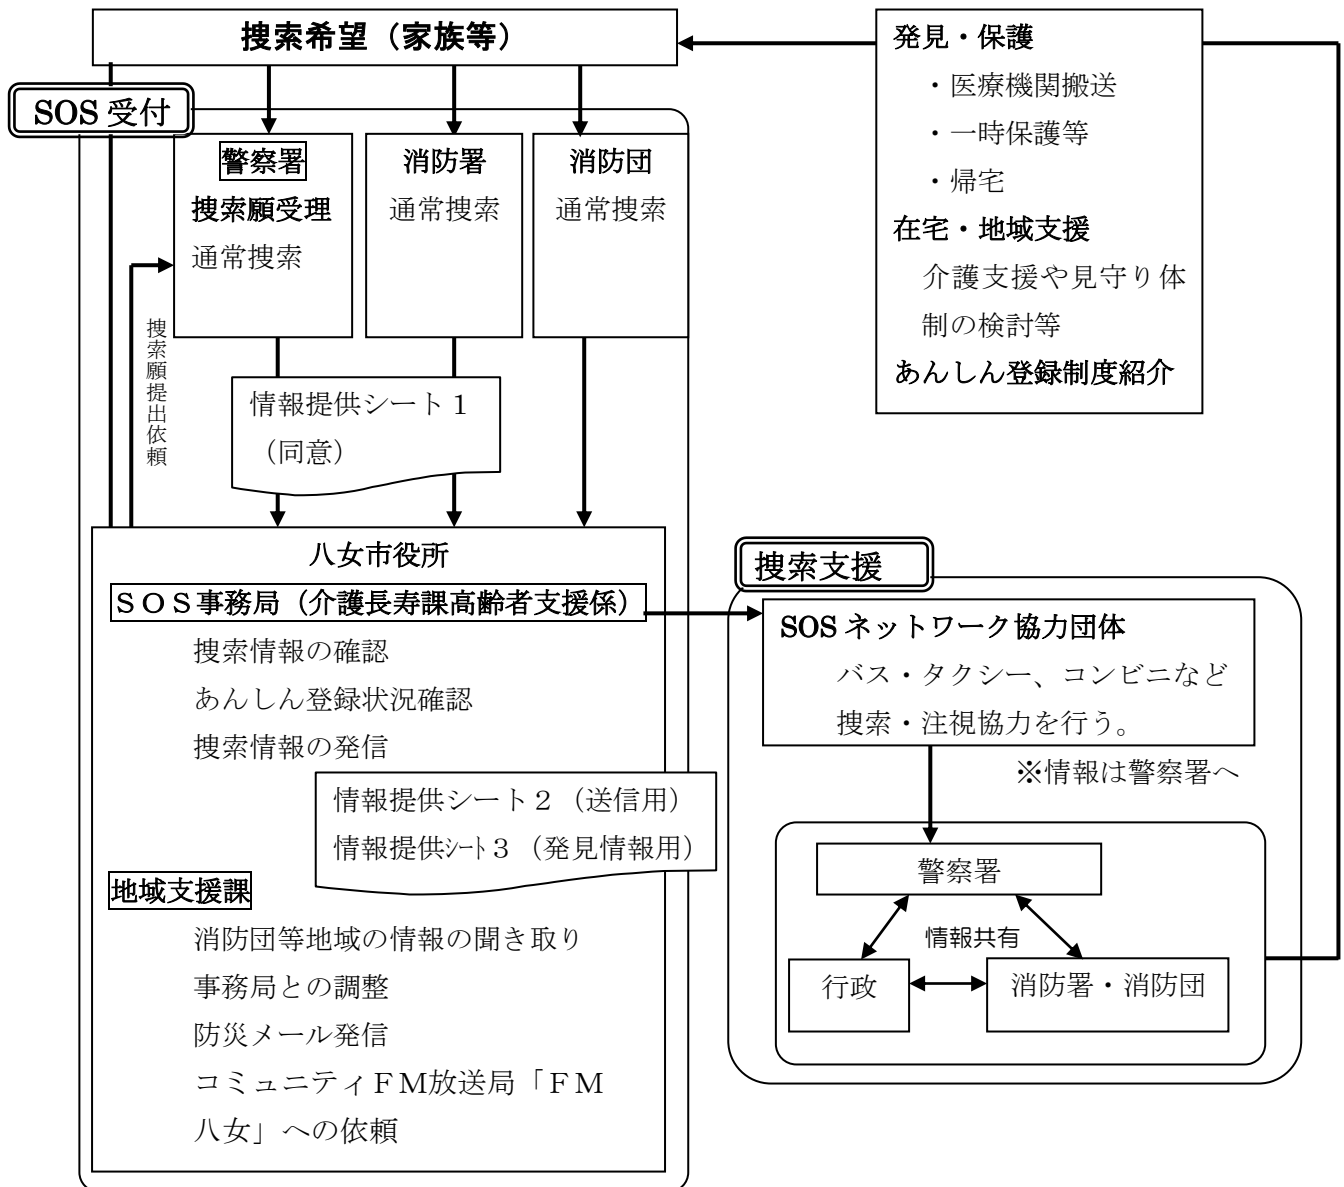 捜索希望（家族等）
SOS 受付
警察署
捜索願受理
通常捜索
消防署
通常捜索
消防団
通常捜索
捜索願提出依頼
情報提供シート１
（同意）
八女市役所
ＳＯＳ事務局（介護長寿課高齢者支援係）
捜索情報の確認
あんしん登録状況確認
捜索情報の発信
情報提供シート２（送信用）
情報提供ｼｰﾄ３（発見情報用）
地域支援課
消防団等地域の情報の聞き取り
事務局との調整
防災メール発信
コミュニティＦＭ放送局「ＦＭ
八女」への依頼
発見・保護
・医療機関搬送
・一時保護等
・帰宅
在宅・地域支援
介護支援や見守り体
制の検討等
あんしん登録制度紹介
捜索支援
SOS ネットワーク協力団体
バス・タクシー、コンビニなど
捜索・注視協力を行う。
※情報は警察署へ
警察署
情報共有
行政
消防署・消防団